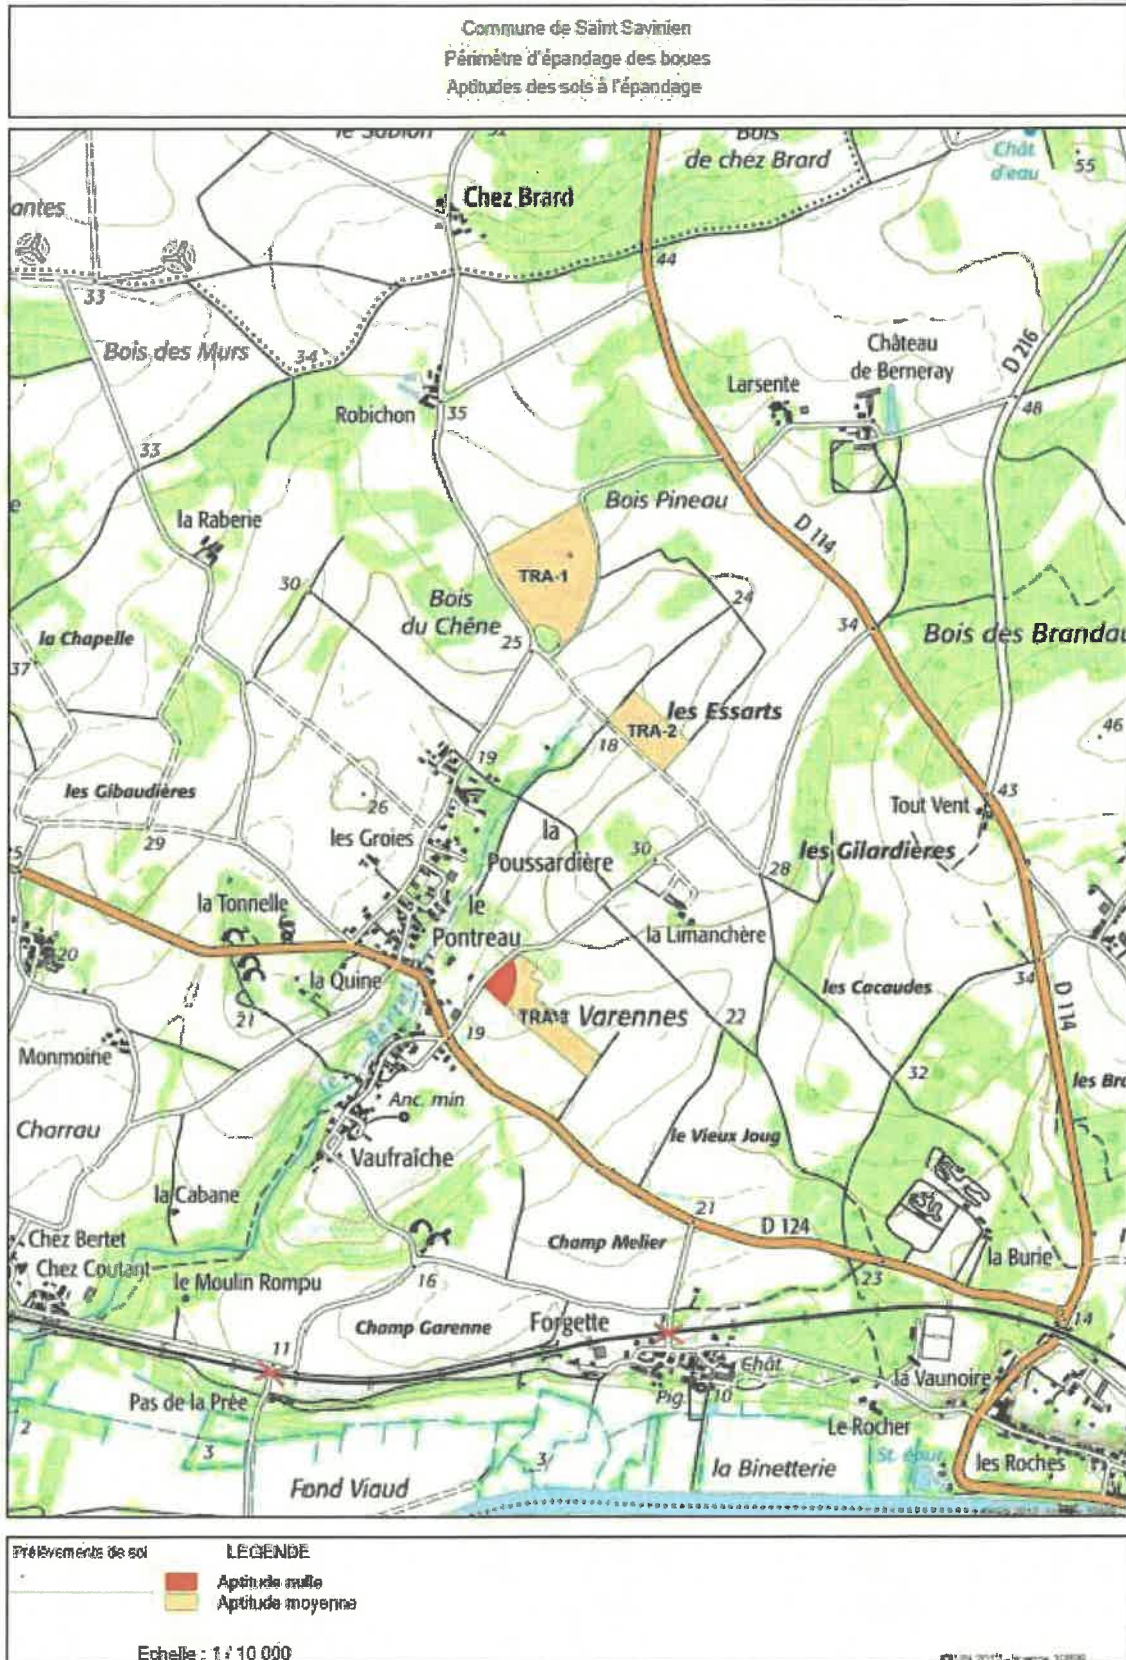 Commune de Saint Savinien
Périmètre d'épandage des boues
Aptitudes des sols à l'épandage
le Sablon
Bois
de chez Brard
Chât
d'eau
55
antes
Chez Brard
44
33
Bois des Murs
34
Château
de Berneray
D 216
Larsente
48
Robichon
35
33
Bois Pineau
la Raberie
D 114
TRA-1
30
Bois
du Chêne
24
25
34
Bois des Brandau
la Chapelle
37
les Essarts
TRA-2
18
46
19
les Gibaudières
26
43
Tout Vent
29
les Groies
la
Poussardière
30
les Gilardières
28
la Tonnelle
le
Pontreau
la Limanchère
20
la Quine
les Cacaudes
34
D 114
21
TRA-3
Varennes
22
19
Monmoine
32
les Bra
Anc. min
Charrau
le Vieux Joug
Vaufraîche
la Cabane
21
D 124
Chez Bertet
Champ Melier
la Burie
Chez Coutant
le Moulin Rompu
16
23
Champ Garenne
Forgette
14
11
Chât
Pas de la Prée
Pig
10
la Vaunoire
2
Le Rocher
3
3
St. épur
la Binetterie
les Roches
Fond Viaud
Prélèvements de sol
LEGENDE
Aptitude nulle
Aptitude moyenne
Echelle : 1 / 10 000